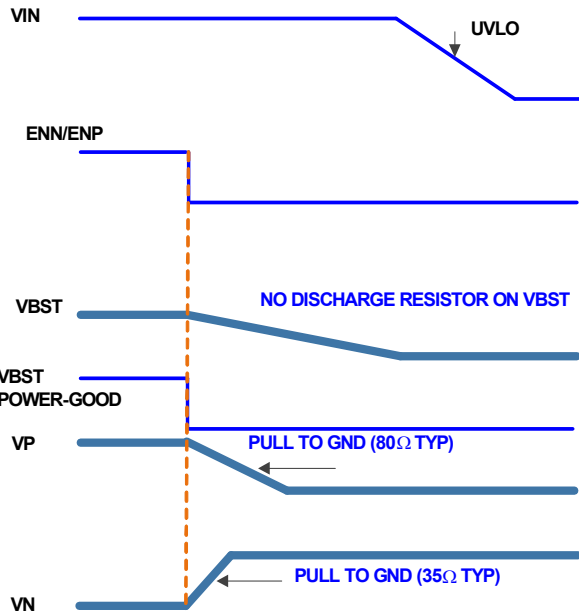 VIN
UVLO
ENN/ENP
NO DISCHARGE RESISTOR ON VBST
VBST
VBST
POWER-GOOD
PULL TO GND (80Ω TYP)
VP
PULL TO GND (35Ω TYP)
VN